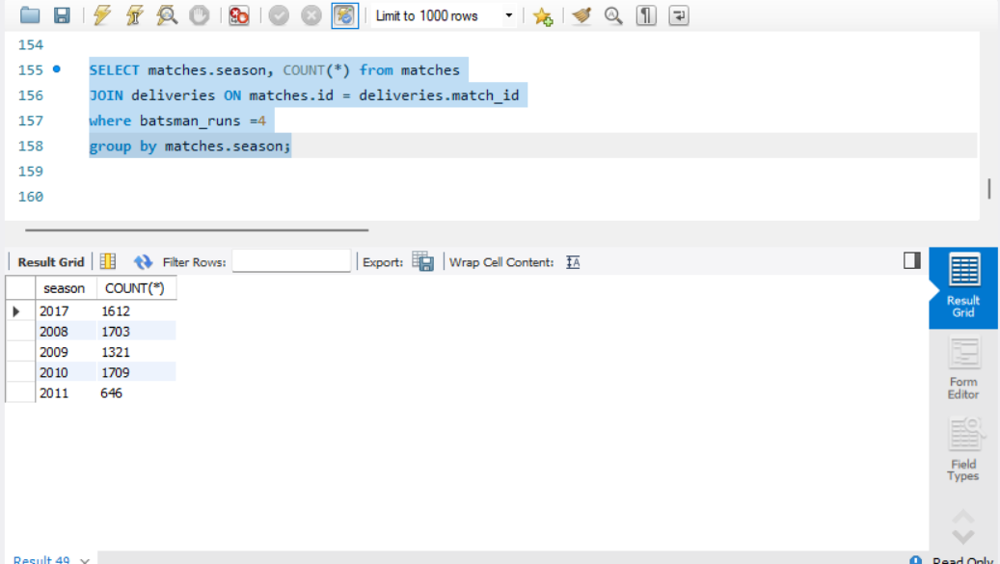 Limit to 1000 rows
154
155 SELECT matches.season, COUNT(*) from matches
156 JOIN deliveries ON matches.id = deliveries.match_id
157 where batsman_runs =4
158 group by matches.season;
159
160
Result Grid Filter Rows: Export: Wrap Cell Content: IA
season COUNT(*)
2017 1612
2008 1703
2009 1321
2010 1709
2011 646
Result
Grid
Form
Editor
Field
Types
Result 49 Read Only